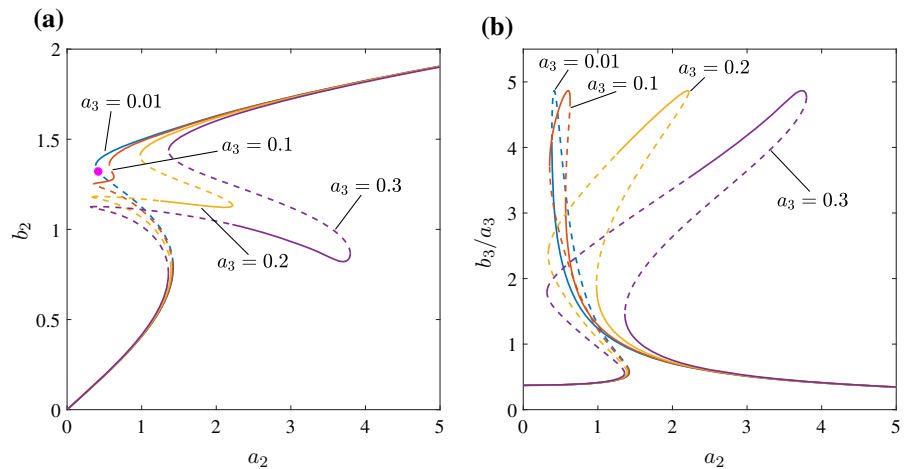 (a)
2
1.5
1
0.5
0
0
1
2
3
4
5
b₂
a₂
a₃ = 0.01
a₃ = 0.1
a₃ = 0.3
a₃ = 0.2
(b)
5
4
3
2
1
0
0
1
2
3
4
5
b₃/a₃
a₂
a₃ = 0.01
a₃ = 0.1
a₃ = 0.2
a₃ = 0.3